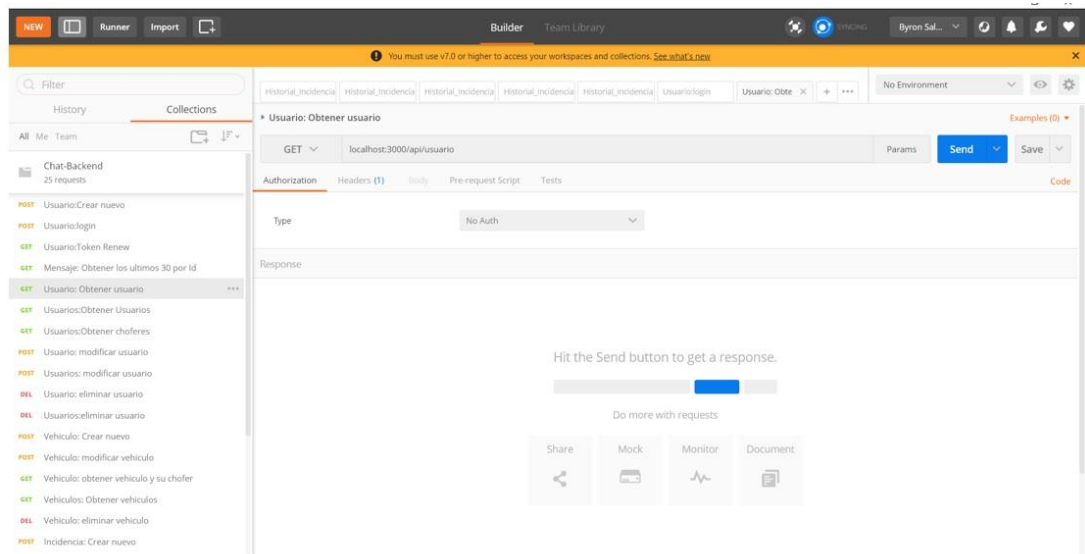 NEW Runner Import Builder Team Library SYNCING Byron Sal...
You must use v7.0 or higher to access your workspaces and collections. See what's new
Filter
History Collections
All Me Team
Chat-Backend
25 requests
POST Usuario:Crear nuevo
POST Usuario:login
GET Usuario:Token Renew
GET Mensaje: Obtener los ultimos 30 por Id
GET Usuario: Obtener usuario
GET Usuarios:Obtener Usuarios
GET Usuarios:Obtener choferes
POST Usuario: modificar usuario
POST Usuarios: modificar usuario
DEL Usuario: eliminar usuario
DEL Usuarios:eliminar usuario
POST Vehiculo: Crear nuevo
POST Vehiculo: modificar vehiculo
GET Vehiculo: obtener vehiculo y su chofer
GET Vehiculos: Obtener vehiculos
DEL Vehiculo: eliminar vehiculo
POST Incidencia: Crear nuevo
Historial_incidencia Historial_incidencia Historial_incidencia Historial_incidencia Historial_incidencia Usuario:login Usuario: Obte No Environment
Usuario: Obtener usuario Examples (0)
GET localhost:3000/api/usuario Params Send Save
Authorization Headers (1) Body Pre-request Script Tests Code
Type No Auth
Response
Hit the Send button to get a response.
Do more with requests
Share Mock Monitor Document